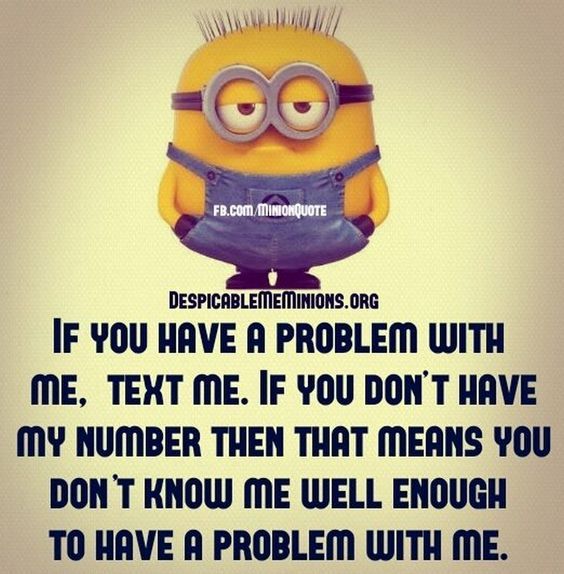 FB.COM/MINIONQUOTE
DESPICABLEMEMINIONS.ORG
IF YOU HAVE A PROBLEM WITH
ME, TEXT ME. IF YOU DON'T HAVE
MY NUMBER THEN THAT MEANS YOU
DON'T KNOW ME WELL ENOUGH
TO HAVE A PROBLEM WITH ME.